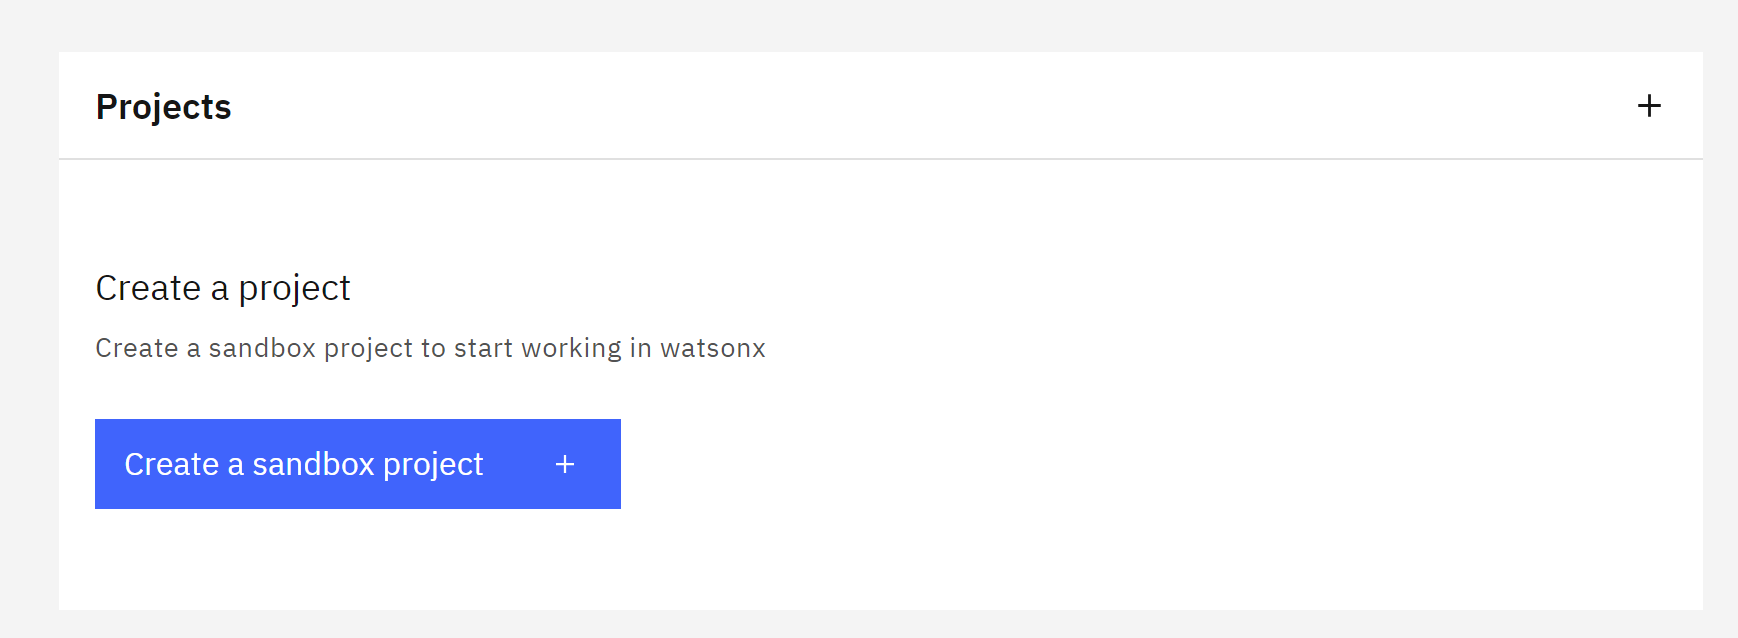 Projects
Create a project
Create a sandbox project to start working in watsonx
Create a sandbox project